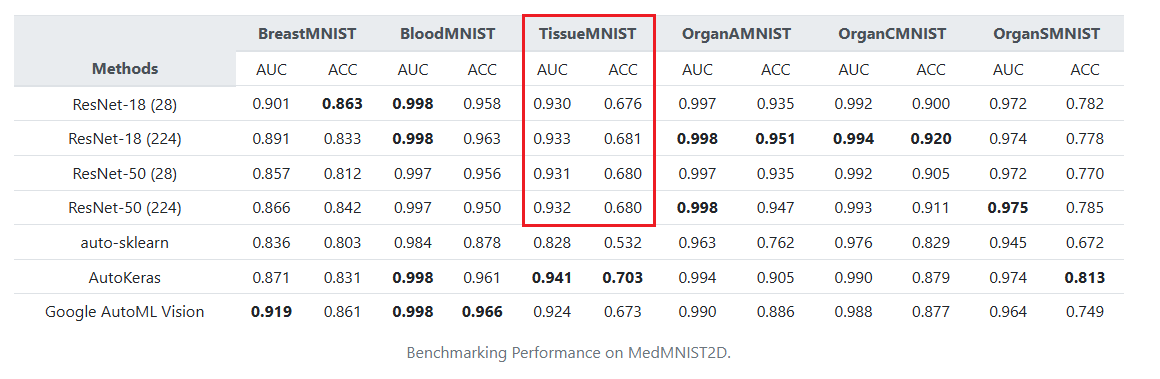 BreastMNIST BloodMNIST TissueMNIST OrganAMNIST OrganCMNIST OrganSMNIST
Methods AUC ACC AUC ACC AUC ACC AUC ACC AUC ACC AUC ACC
ResNet-18 (28) 0.901 0.863 0.998 0.958 0.930 0.676 0.997 0.935 0.992 0.900 0.972 0.782
ResNet-18 (224) 0.891 0.833 0.998 0.963 0.933 0.681 0.998 0.951 0.994 0.920 0.974 0.778
ResNet-50 (28) 0.857 0.812 0.997 0.956 0.931 0.680 0.997 0.935 0.992 0.905 0.972 0.770
ResNet-50 (224) 0.866 0.842 0.997 0.950 0.932 0.680 0.998 0.947 0.993 0.911 0.975 0.785
auto-sklearn 0.836 0.803 0.984 0.878 0.828 0.532 0.963 0.762 0.976 0.829 0.945 0.672
AutoKeras 0.871 0.831 0.998 0.961 0.941 0.703 0.994 0.905 0.990 0.879 0.974 0.813
Google AutoML Vision 0.919 0.861 0.998 0.966 0.924 0.673 0.990 0.886 0.988 0.877 0.964 0.749
Benchmarking Performance on MedMNIST2D.